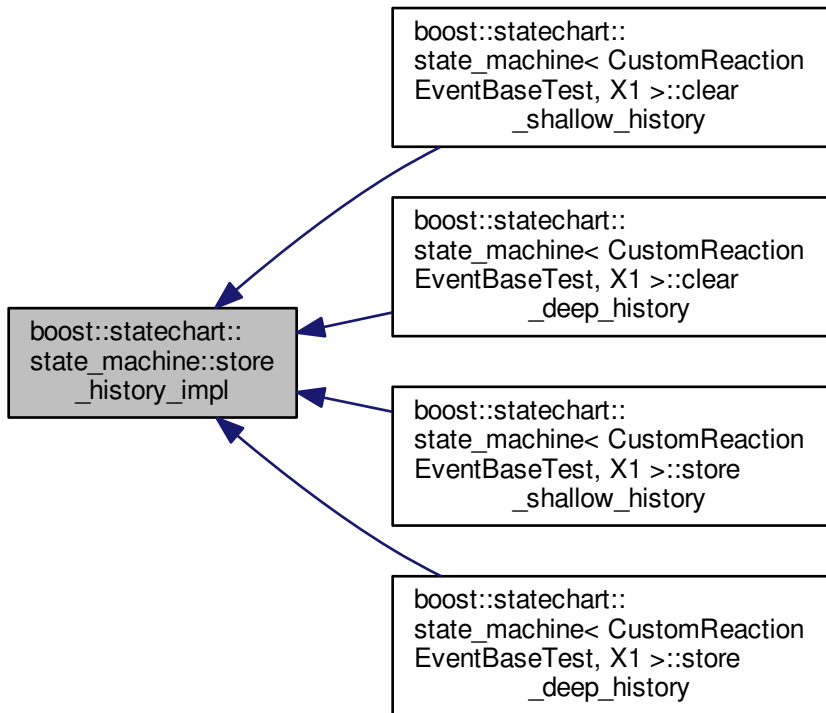 boost::statechart::
state_machine< CustomReaction
EventBaseTest, X1 >::clear
_shallow_history
boost::statechart::
state_machine< CustomReaction
EventBaseTest, X1 >::clear
_deep_history
boost::statechart::
state_machine::store
_history_impl
boost::statechart::
state_machine< CustomReaction
EventBaseTest, X1 >::store
_shallow_history
boost::statechart::
state_machine< CustomReaction
EventBaseTest, X1 >::store
_deep_history